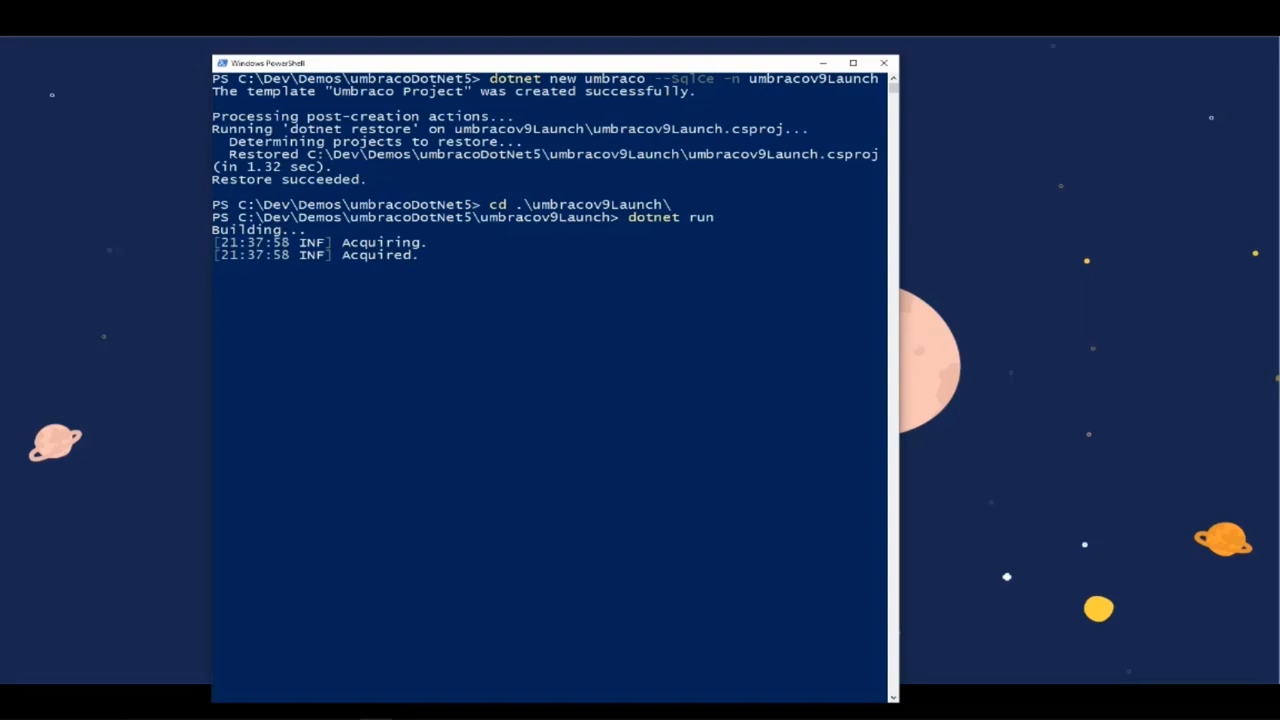 Windows PowerShell
PS C:\Dev\Demos\umbracoDotNet5> dotnet new umbraco --SqlCe -n umbracov9Launch
The template "Umbraco Project" was created successfully.
Processing post-creation actions...
Running 'dotnet restore' on umbracov9Launch\umbracov9Launch.csproj...
Determining projects to restore...
Restored C:\Dev\Demos\umbracoDotNet5\umbracov9Launch\umbracov9Launch.csproj
(in 1.32 sec).
Restore succeeded.
PS C:\Dev\Demos\umbracoDotNet5> cd .\umbracov9Launch\
PS C:\Dev\Demos\umbracoDotNet5\umbracov9Launch> dotnet run
Building...
[21:37:58 INF] Acquiring.
[21:37:58 INF] Acquired.